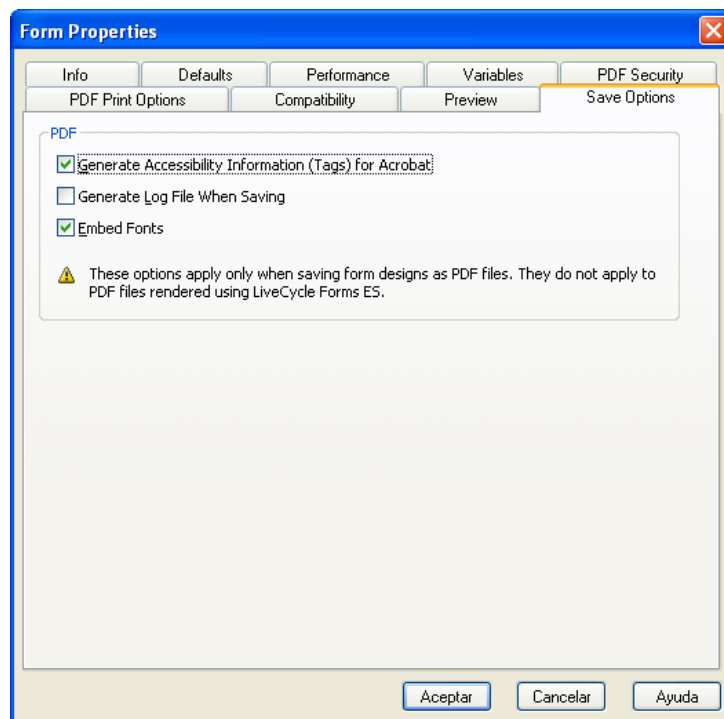 Form Properties
Info Defaults Performance Variables PDF Security
PDF Print Options Compatibility Preview Save Options
PDF
Generate Accessibility Information (Tags) for Acrobat
Generate Log File When Saving
Embed Fonts
These options apply only when saving form designs as PDF files. They do not apply to
PDF files rendered using LiveCycle Forms ES.
Aceptar Cancelar Ayuda